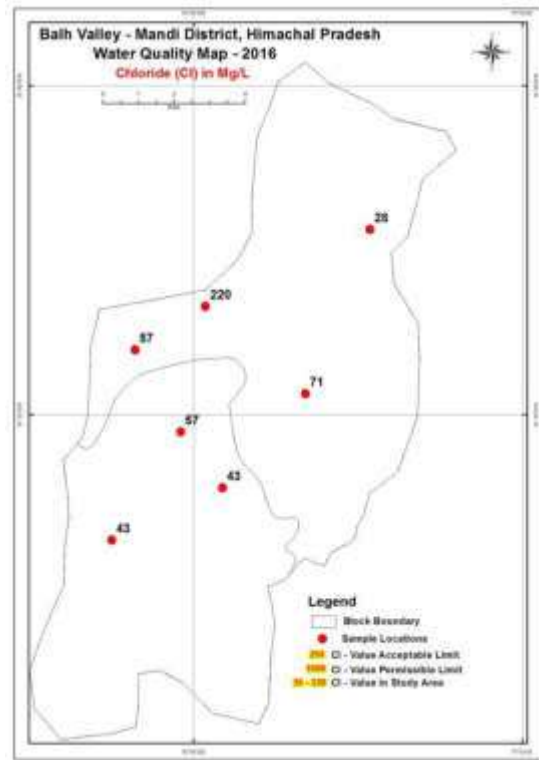 Balh Valley - Mandi District, Himachal Pradesh
Water Quality Map - 2016
Chloride (Cl) in Mg/L
28
220
57
71
57
43
43
Legend
Block Boundary
Sample Locations
Cl - Value Acceptable Limit
Cl - Value Permissible Limit
Cl - Value in Study Area